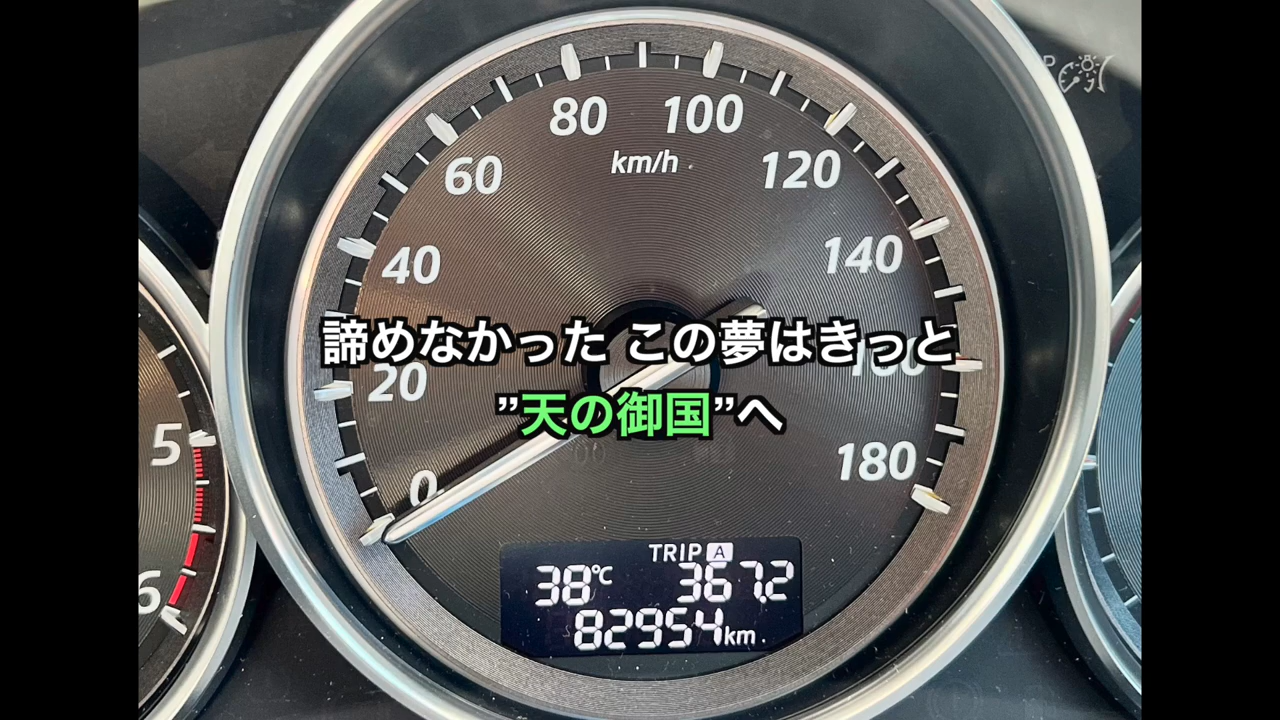 80 100
km/h
60 120
40 140
諦めなかった この夢はきっと
20 160
”天の御国”へ
5
180
0
TRIP A
38℃ 367.2
6
82954km